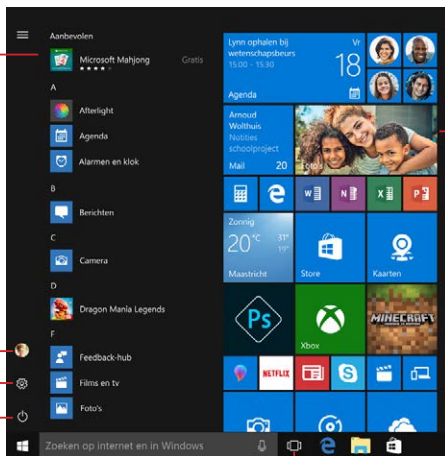 Aanbevolen
Microsoft Mahjong
Gratis
A
Afterlight
Agenda
Alarmen en klok
B
Berichten
C
Camera
D
Dragon Mania Legends
F
Feedback-hub
Films en tv
Foto's
Zoeken op internet en in Windows
Lynn ophalen bij
wetenschapsbeurs
15:00 - 15:30
Vr
18
Agenda
Arnoud
Wolthuis
Notities
schoolproject
Mail 20
Foto's
W
N
X
P
Zonnig
20°C
31°
19°
Maastricht
Store
Kaarten
Ps
Xbox
MINECRAFT
NETFLIX
S